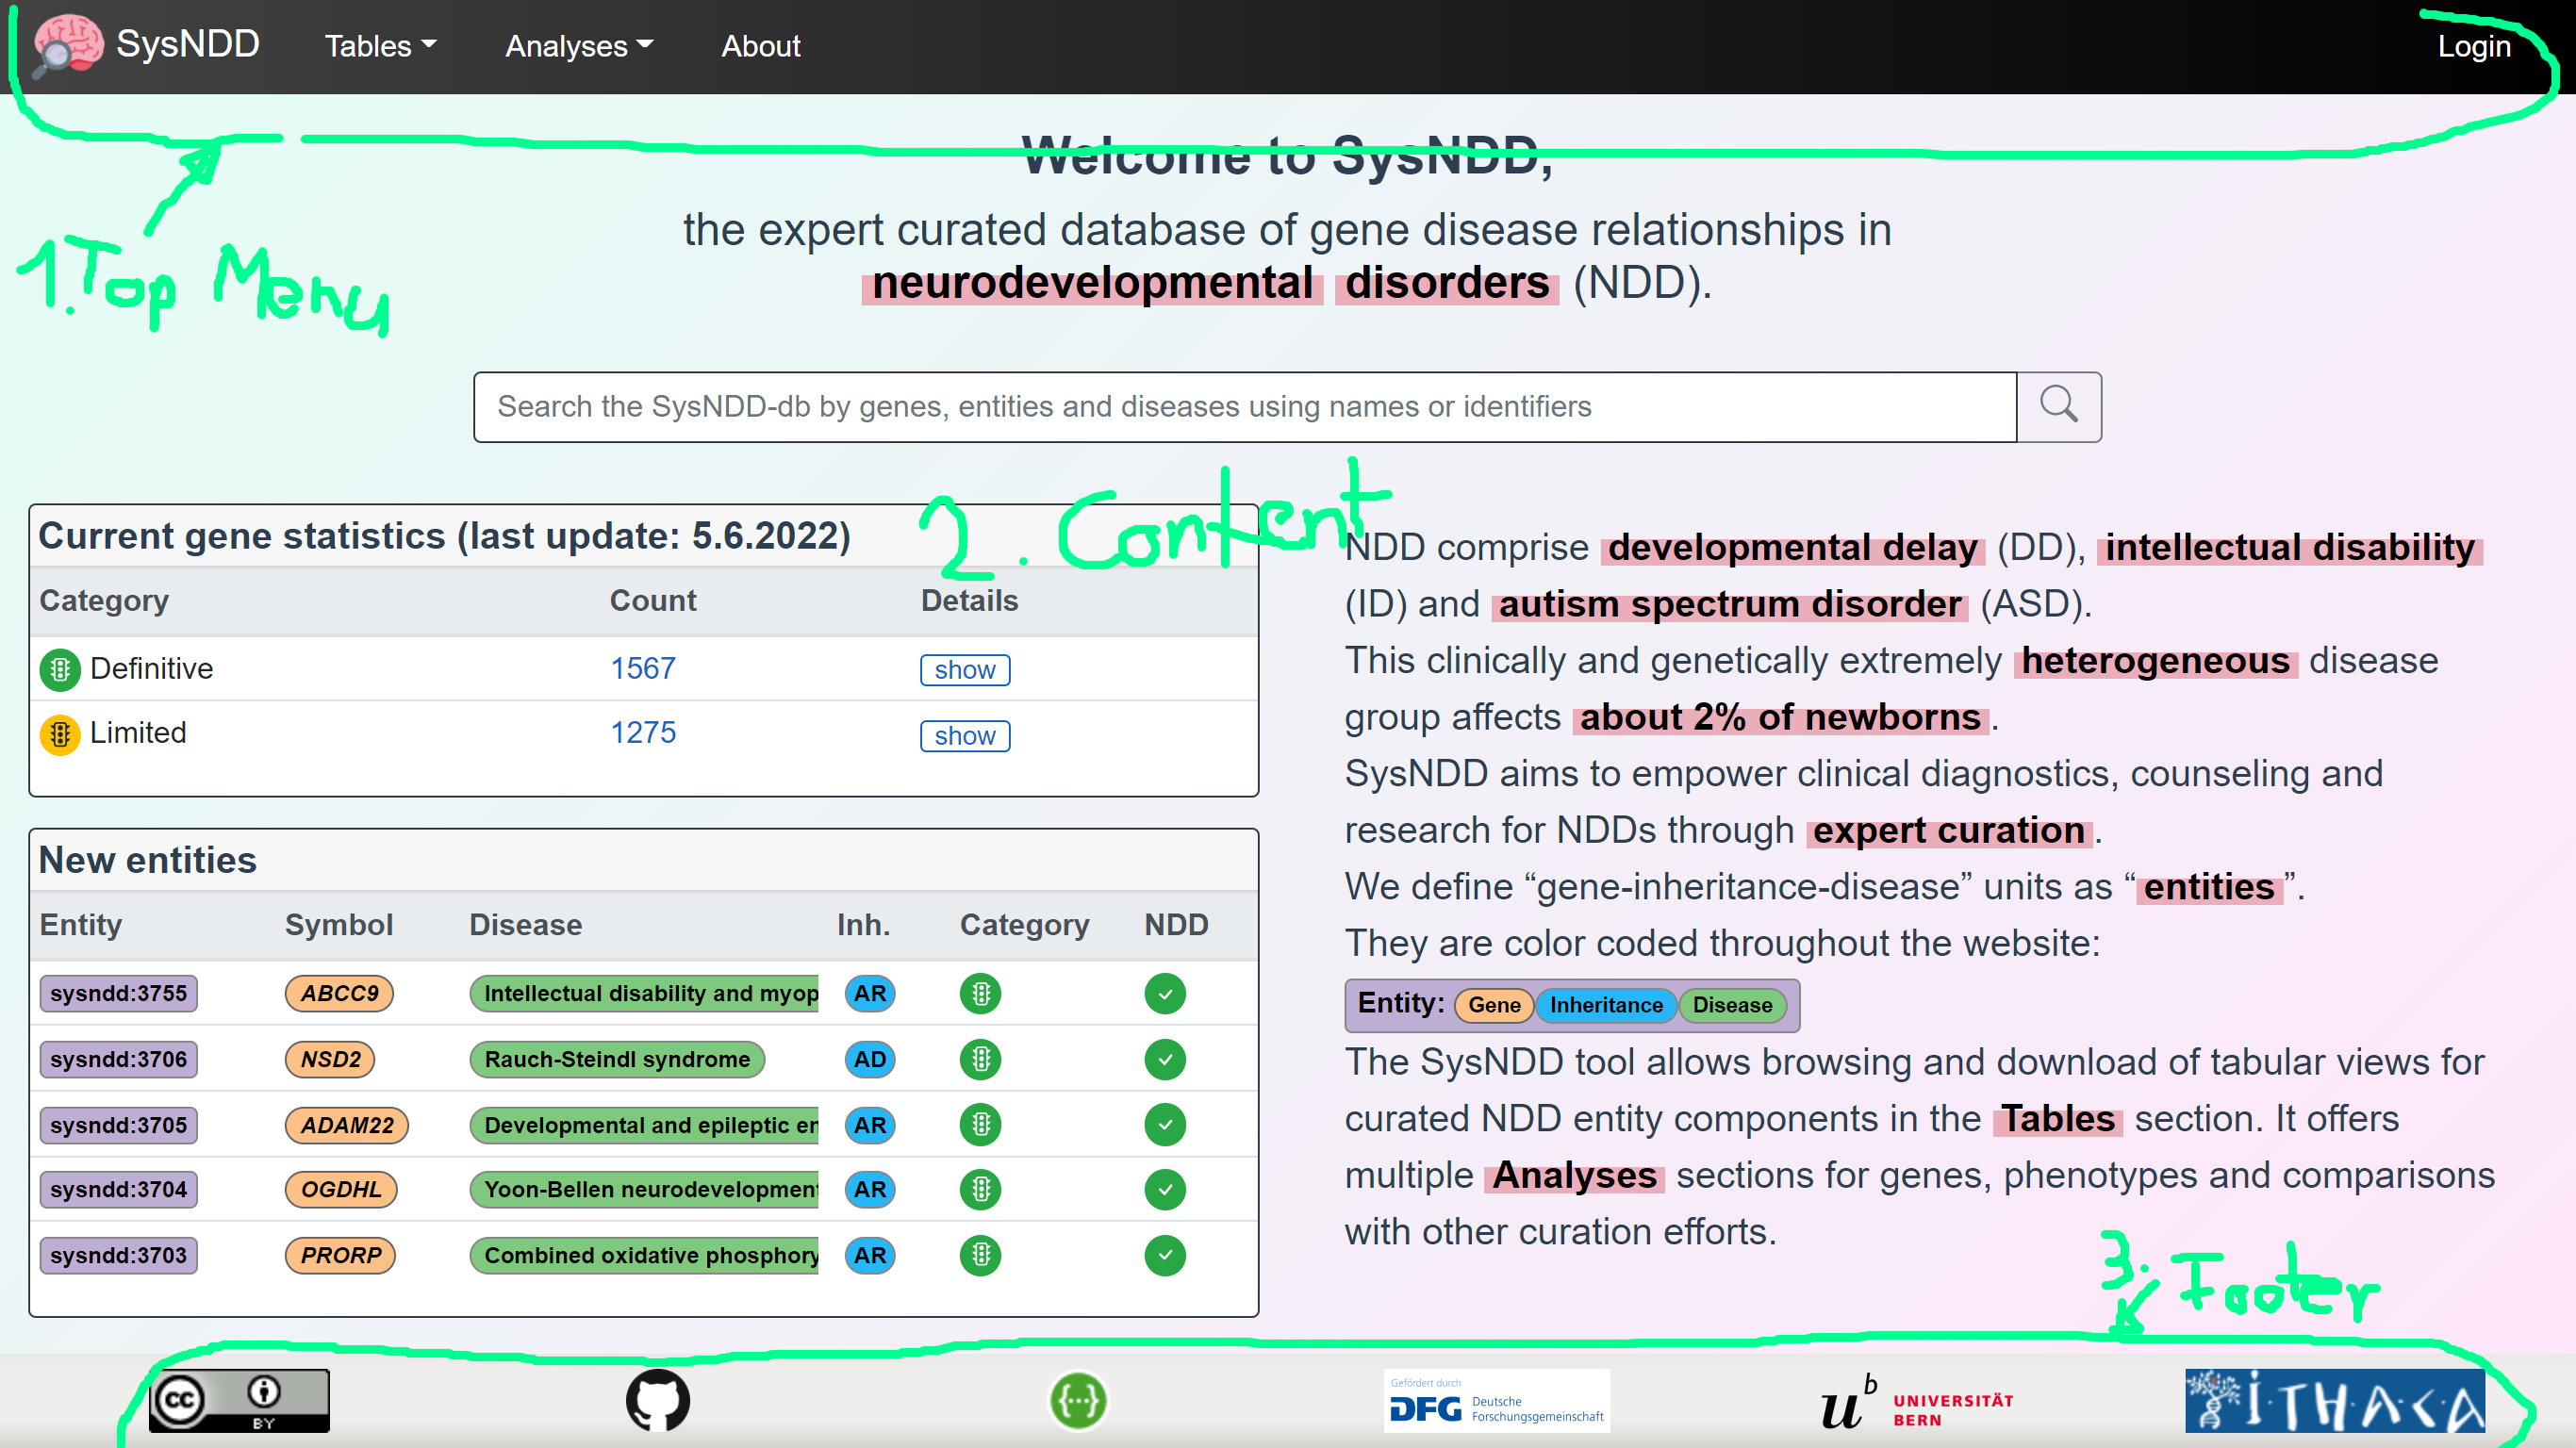 SysNDD Tables Analyses About Login
1. Top Menu
Welcome to SysNDD,
the expert curated database of gene disease relationships in
neurodevelopmental disorders (NDD).
Search the SysNDD-db by genes, entities and diseases using names or identifiers
2. Content
Current gene statistics (last update: 5.6.2022)
Category Count Details
Definitive 1567 show
Limited 1275 show
New entities
Entity Symbol Disease Inh. Category NDD
sysndd:3755 ABCC9 Intellectual disability and myop AR
sysndd:3706 NSD2 Rauch-Steindl syndrome AD
sysndd:3705 ADAM22 Developmental and epileptic en AR
sysndd:3704 OGDHL Yoon-Bellen neurodevelopment AR
sysndd:3703 PRORP Combined oxidative phosphory AR
NDD comprise developmental delay (DD), intellectual disability
(ID) and autism spectrum disorder (ASD).
This clinically and genetically extremely heterogeneous disease
group affects about 2% of newborns.
SysNDD aims to empower clinical diagnostics, counseling and
research for NDDs through expert curation.
We define “gene-inheritance-disease” units as “entities”.
They are color coded throughout the website:
Entity: Gene Inheritance Disease
The SysNDD tool allows browsing and download of tabular views for
curated NDD entity components in the Tables section. It offers
multiple Analyses sections for genes, phenotypes and comparisons
with other curation efforts.
3. Footer
CC BY
{...}
Gefördert durch
DFG Deutsche
Forschungsgemeinschaft
u b UNIVERSITÄT
BERN
ITHACA